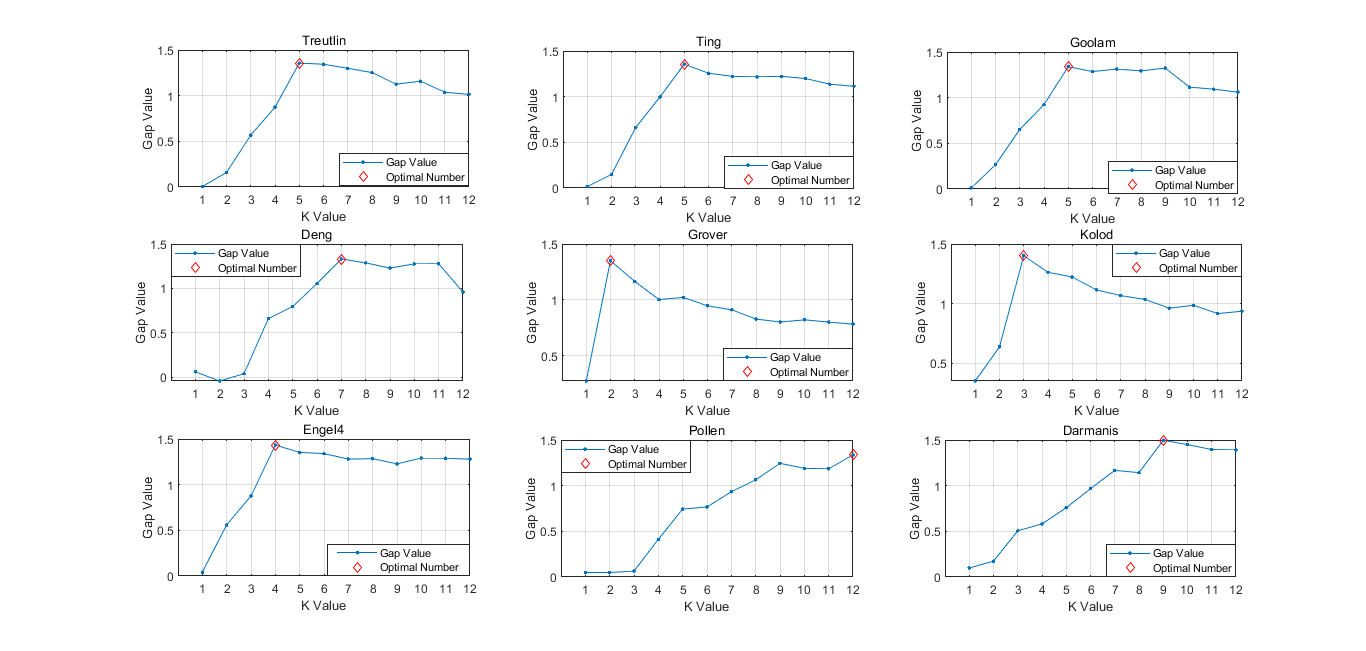 Treutlin
1.5
1
0.5
0
Gap Value
Gap Value
Optimal Number
1 2 3 4 5 6 7 8 9 10 11 12
K Value
Ting
1.5
1
0.5
0
Gap Value
Gap Value
Optimal Number
1 2 3 4 5 6 7 8 9 10 11 12
K Value
Goolam
1.5
1
0.5
0
Gap Value
Gap Value
Optimal Number
1 2 3 4 5 6 7 8 9 10 11 12
K Value
Deng
1.5
1
0.5
0
Gap Value
Gap Value
Optimal Number
1 2 3 4 5 6 7 8 9 10 11 12
K Value
Grover
1.5
1
0.5
Gap Value
Gap Value
Optimal Number
1 2 3 4 5 6 7 8 9 10 11 12
K Value
Kolod
1.5
1
0.5
Gap Value
Gap Value
Optimal Number
1 2 3 4 5 6 7 8 9 10 11 12
K Value
Engel4
1.5
1
0.5
0
Gap Value
Gap Value
Optimal Number
1 2 3 4 5 6 7 8 9 10 11 12
K Value
Pollen
1.5
1
0.5
0
Gap Value
Gap Value
Optimal Number
1 2 3 4 5 6 7 8 9 10 11 12
K Value
Darmanis
1.5
1
0.5
0
Gap Value
Gap Value
Optimal Number
1 2 3 4 5 6 7 8 9 10 11 12
K Value